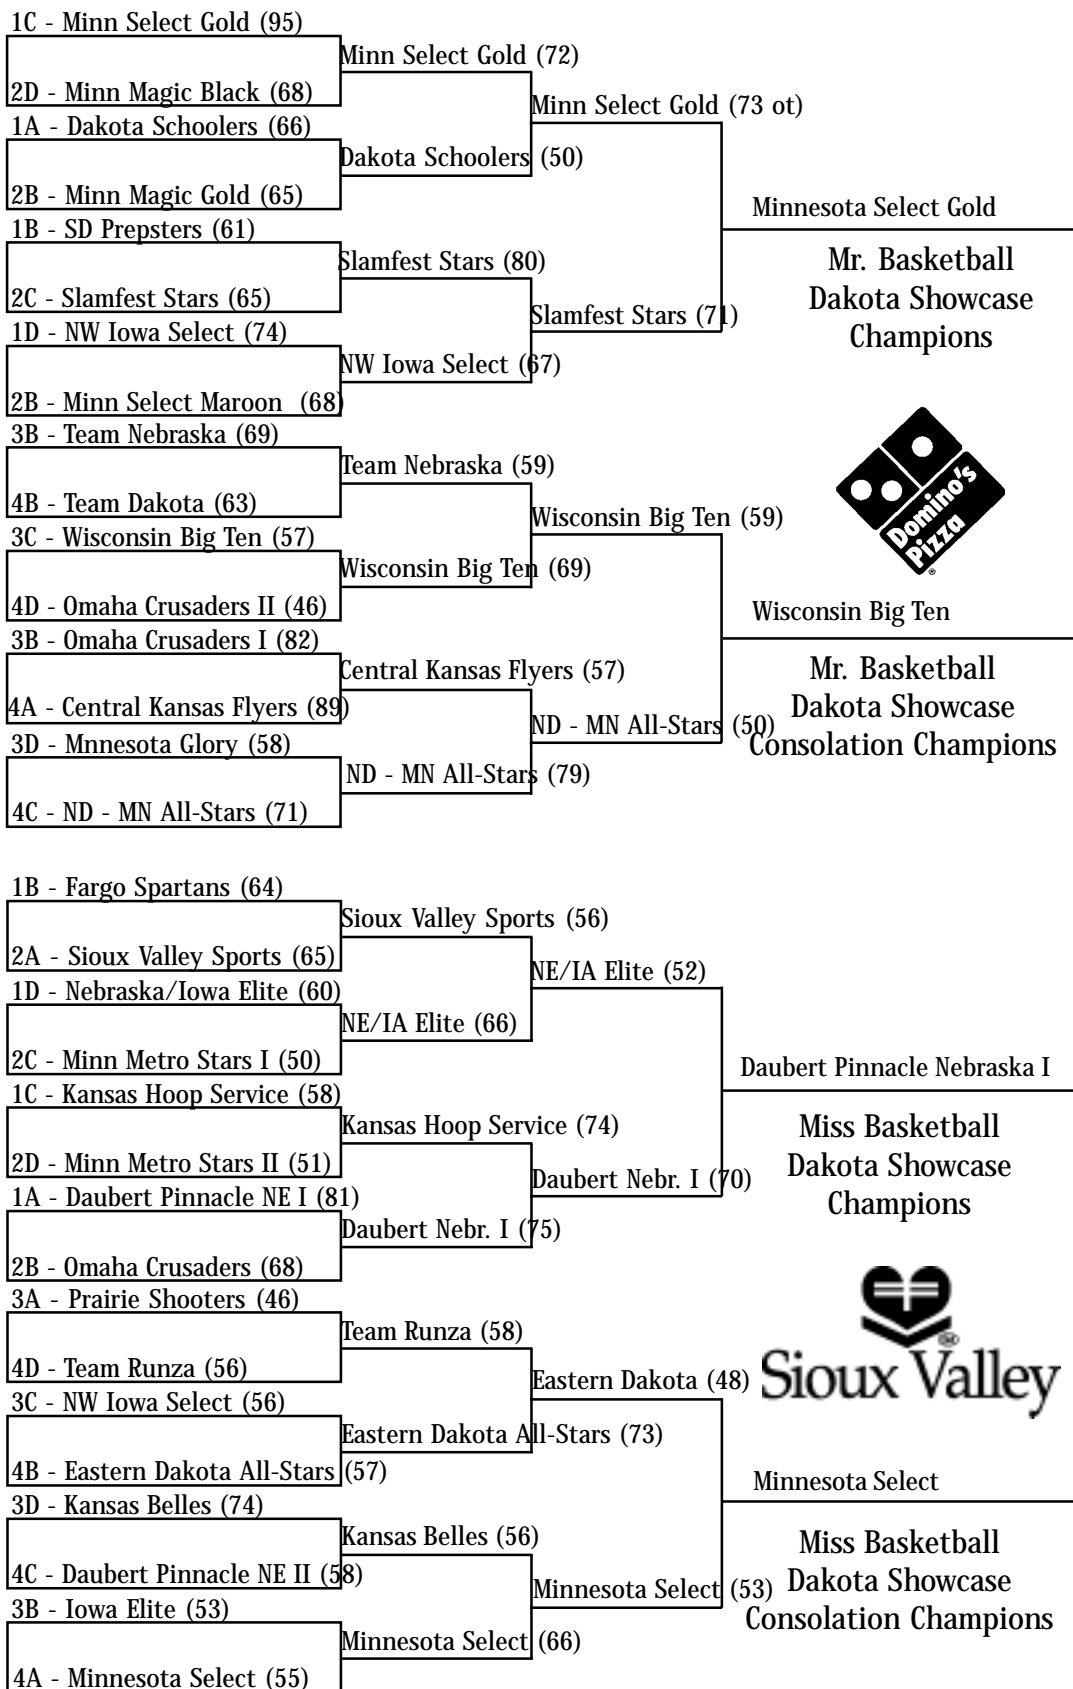 1C - Minn Select Gold (95)
Minn Select Gold (72)
2D - Minn Magic Black (68)
Minn Select Gold (73 ot)
1A - Dakota Schoolers (66)
Dakota Schoolers (50)
2B - Minn Magic Gold (65)
Minnesota Select Gold
1B - SD Prepsters (61)
Mr. Basketball
Dakota Showcase
Champions
Slamfest Stars (80)
2C - Slamfest Stars (65)
Slamfest Stars (71)
1D - NW Iowa Select (74)
NW Iowa Select (67)
2B - Minn Select Maroon (68)
3B - Team Nebraska (69)
Team Nebraska (59)
4B - Team Dakota (63)
Wisconsin Big Ten (59)
Domino's
Pizza
®
3C - Wisconsin Big Ten (57)
Wisconsin Big Ten (69)
4D - Omaha Crusaders II (46)
Wisconsin Big Ten
3B - Omaha Crusaders I (82)
Mr. Basketball
Dakota Showcase
Consolation Champions
Central Kansas Flyers (57)
4A - Central Kansas Flyers (89)
ND - MN All-Stars (50)
3D - Mnnesota Glory (58)
ND - MN All-Stars (79)
4C - ND - MN All-Stars (71)
1B - Fargo Spartans (64)
Sioux Valley Sports (56)
2A - Sioux Valley Sports (65)
NE/IA Elite (52)
1D - Nebraska/Iowa Elite (60)
NE/IA Elite (66)
2C - Minn Metro Stars I (50)
Daubert Pinnacle Nebraska I
1C - Kansas Hoop Service (58)
Miss Basketball
Dakota Showcase
Champions
Kansas Hoop Service (74)
2D - Minn Metro Stars II (51)
Daubert Nebr. I (70)
1A - Daubert Pinnacle NE I (81)
Daubert Nebr. I (75)
2B - Omaha Crusaders (68)
3A - Prairie Shooters (46)
Team Runza (58)
4D - Team Runza (56)
Eastern Dakota (48)
Sioux Valley
3C - NW Iowa Select (56)
Eastern Dakota All-Stars (73)
4B - Eastern Dakota All-Stars (57)
Minnesota Select
3D - Kansas Belles (74)
Miss Basketball
Dakota Showcase
Consolation Champions
Kansas Belles (56)
4C - Daubert Pinnacle NE II (58)
Minnesota Select (53)
3B - Iowa Elite (53)
Minnesota Select (66)
4A - Minnesota Select (55)